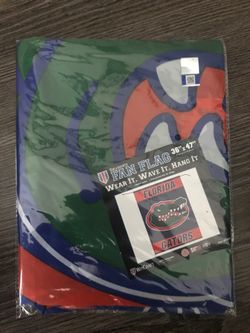 FAN FLAG 36" x 47"
WEAR IT. WAVE IT. HANG IT
FLORIDA
GATORS